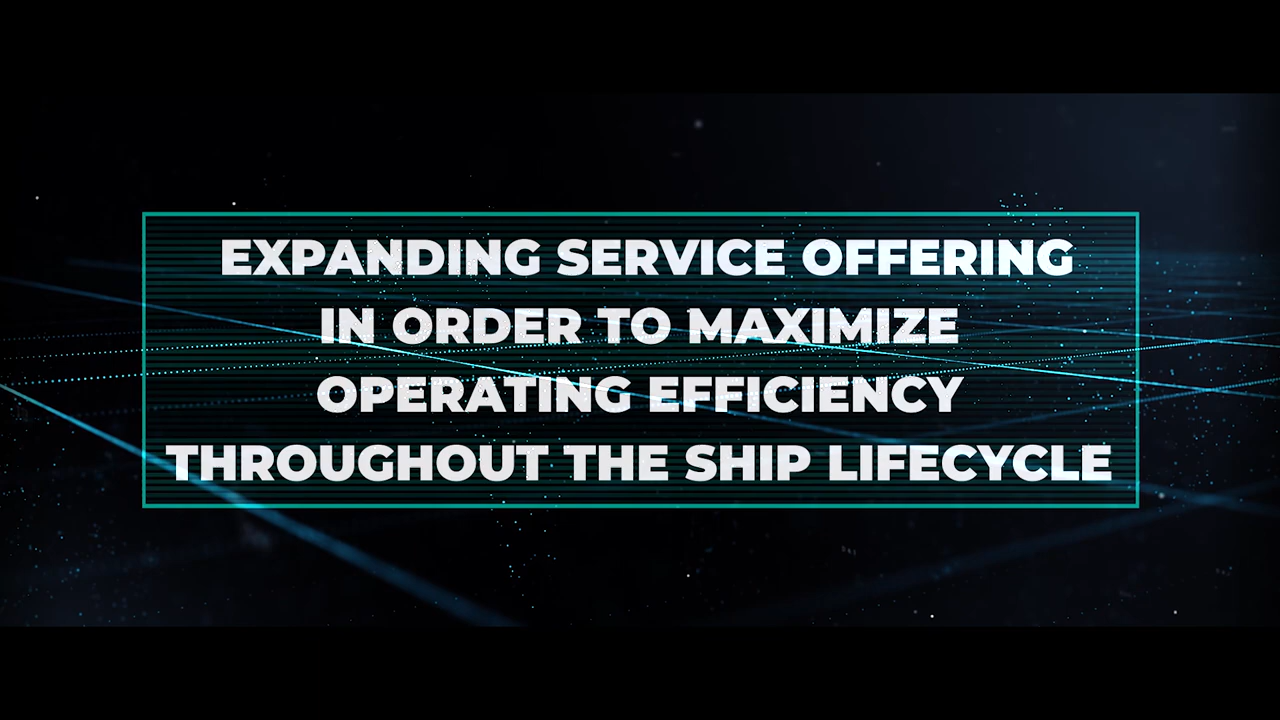 EXPANDING SERVICE OFFERING
IN ORDER TO MAXIMIZE
OPERATING EFFICIENCY
THROUGHOUT THE SHIP LIFECYCLE